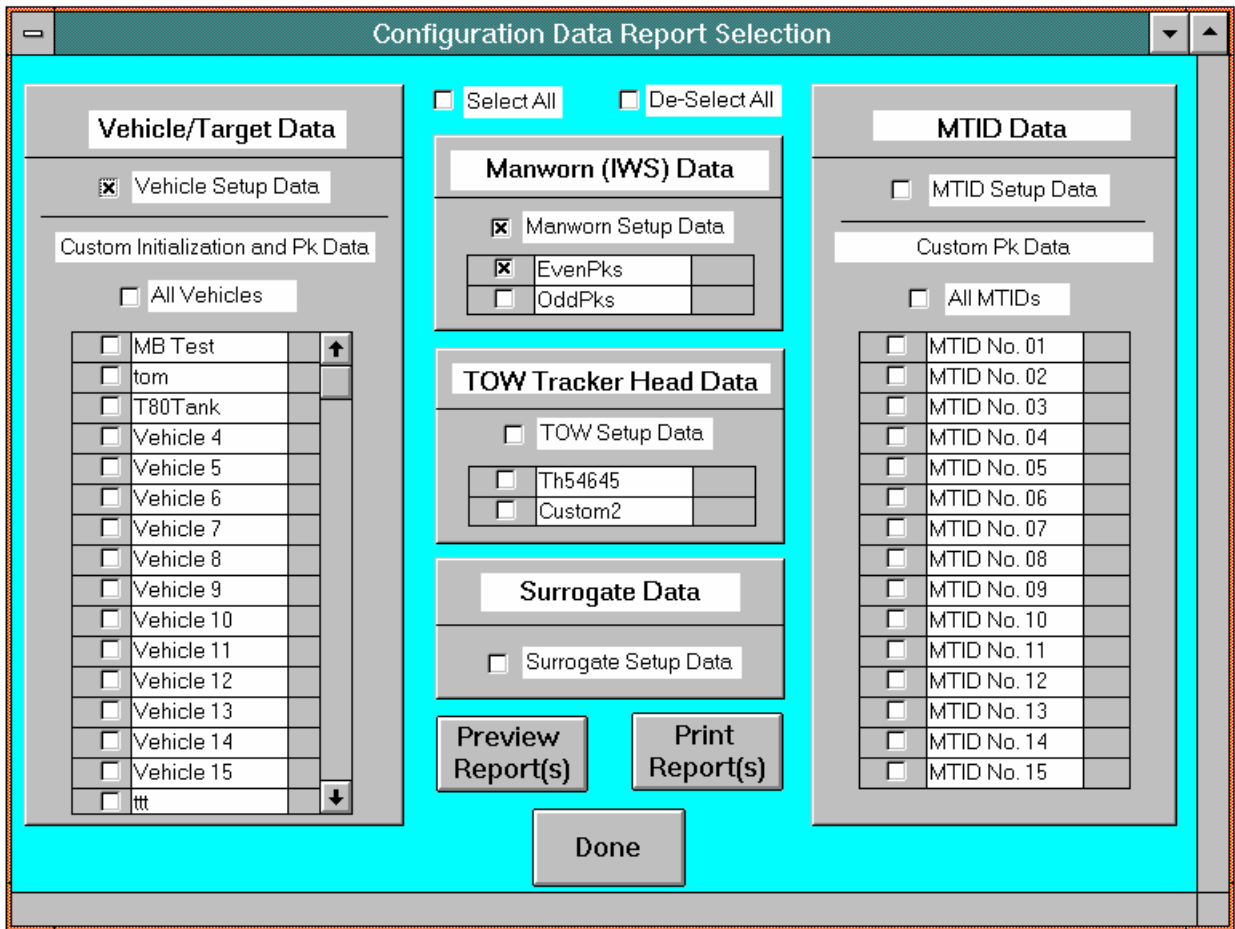 Configuration Data Report Selection
Vehicle/Target Data
Vehicle Setup Data
Custom Initialization and Pk Data
All Vehicles
MB Test
tom
T80Tank
Vehicle 4
Vehicle 5
Vehicle 6
Vehicle 7
Vehicle 8
Vehicle 9
Vehicle 10
Vehicle 11
Vehicle 12
Vehicle 13
Vehicle 14
Vehicle 15
ttt
Select All
De-Select All
Manworn (IWS) Data
Manworn Setup Data
EvenPks
OddPks
TOW Tracker Head Data
TOW Setup Data
Th54645
Custom2
Surrogate Data
Surrogate Setup Data
Preview
Report(s)
Print
Report(s)
Done
MTID Data
MTID Setup Data
Custom Pk Data
All MTIDs
MTID No. 01
MTID No. 02
MTID No. 03
MTID No. 04
MTID No. 05
MTID No. 06
MTID No. 07
MTID No. 08
MTID No. 09
MTID No. 10
MTID No. 11
MTID No. 12
MTID No. 13
MTID No. 14
MTID No. 15